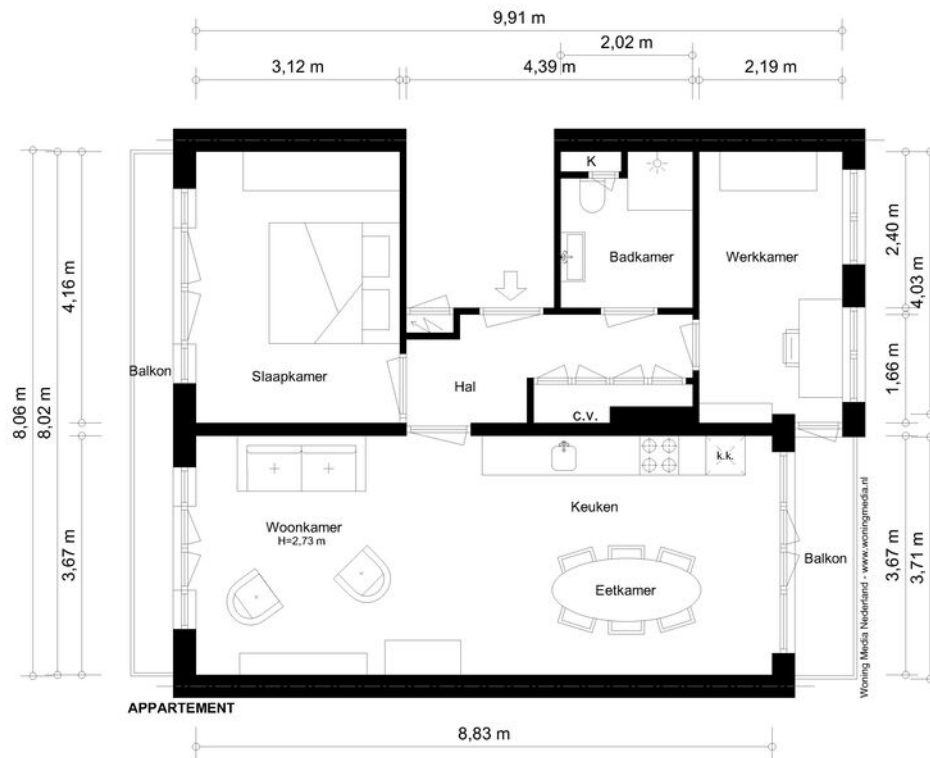 9,91 m
2,02 m
3,12 m
4,39 m
2,19 m
K
Badkamer
Werkkamer
2,40 m
4,03 m
4,16 m
8,06 m
8,02 m
Balkon
Slaapkamer
Hal
1,66 m
c.v.
k.k.
Keuken
Woonkamer
H=2,73 m
3,67 m
Eetkamer
Balkon
3,67 m
3,71 m
Woning Media Nederland - www.woningmedia.nl
APPARTEMENT
8,83 m